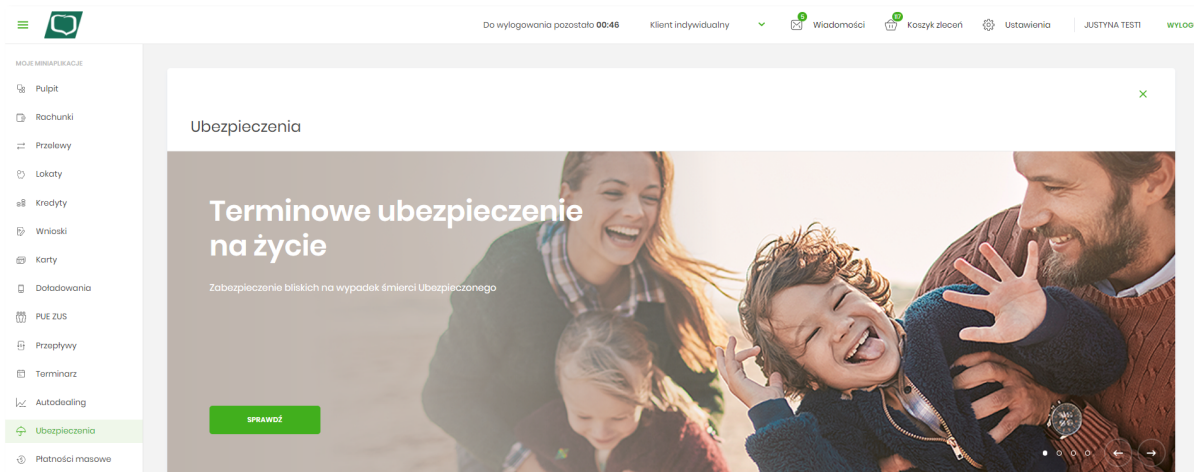 Do wylogowania pozostało 00:46 Klient indywidualny 5 Wiadomości 67 Koszyk zleceń Ustawienia JUSTYNA TEST1 WYLOG
MOJE MINIAPLIKACJE
Pulpit
Rachunki
Przelewy
Lokaty
Kredyty
Wnioski
Karty
Doładowania
PUE ZUS
Przepływy
Terminarz
Autodealing
Ubezpieczenia
Płatności masowe
Ubezpieczenia
Terminowe ubezpieczenie
na życie
Zabezpieczenie bliskich na wypadek śmierci Ubezpieczonego
SPRAWDŹ